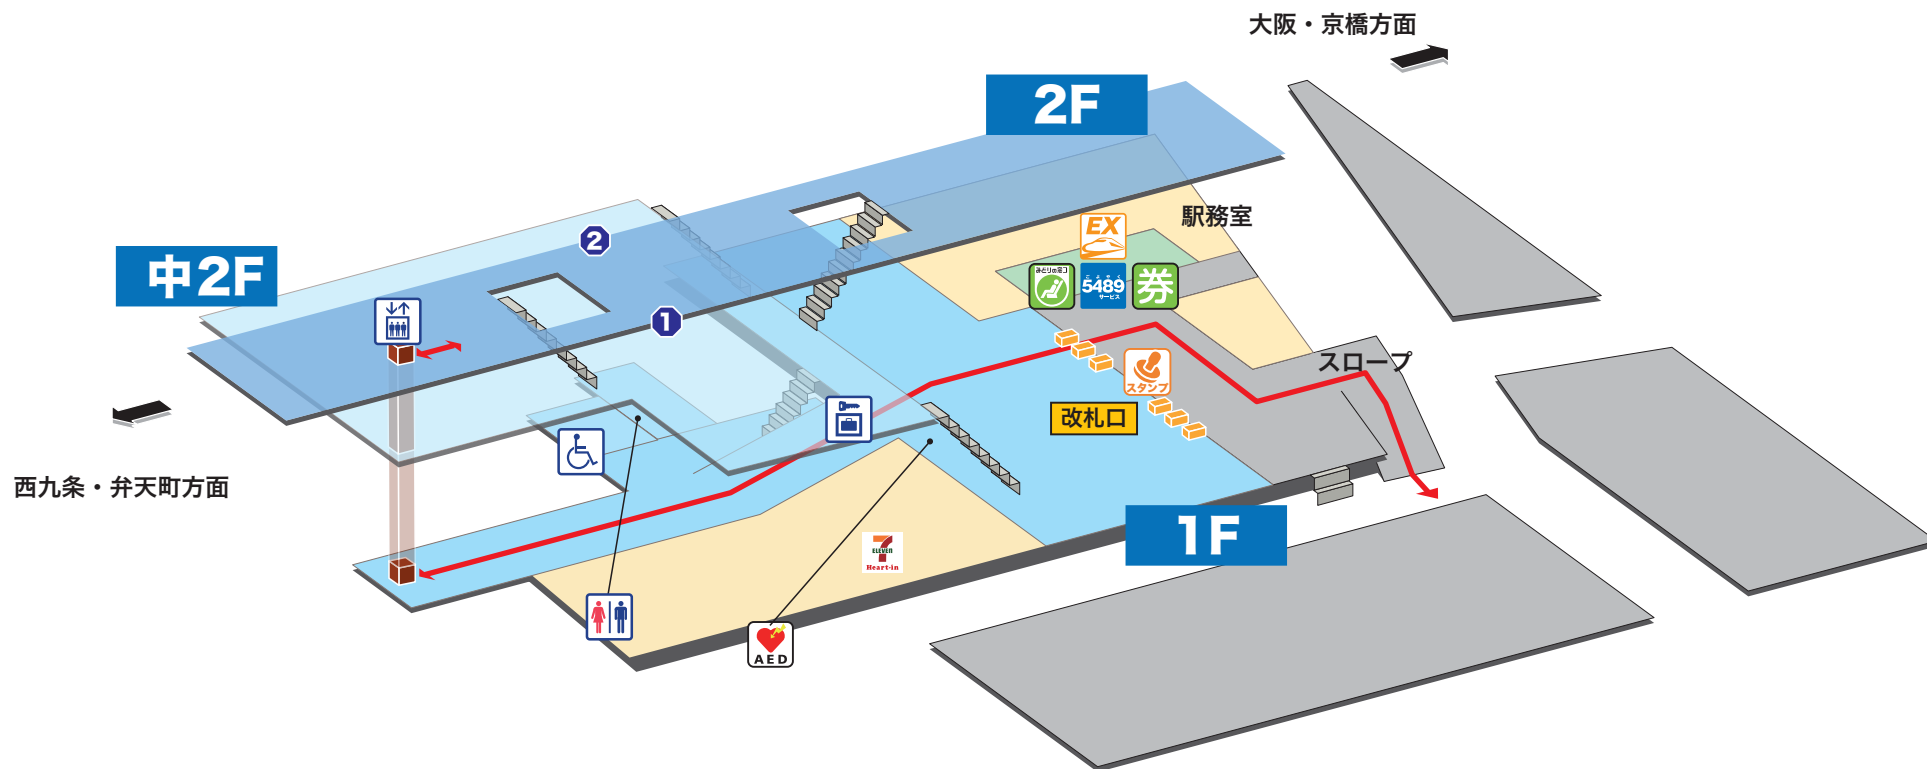 大阪・京橋方面
2F
駅務室
EX
みどりの窓口
5489
サービス
券
中2F
2
1
スロープ
スタンプ
改札口
西九条・弁天町方面
1F
7
ELEVEN
Heart-in
AED